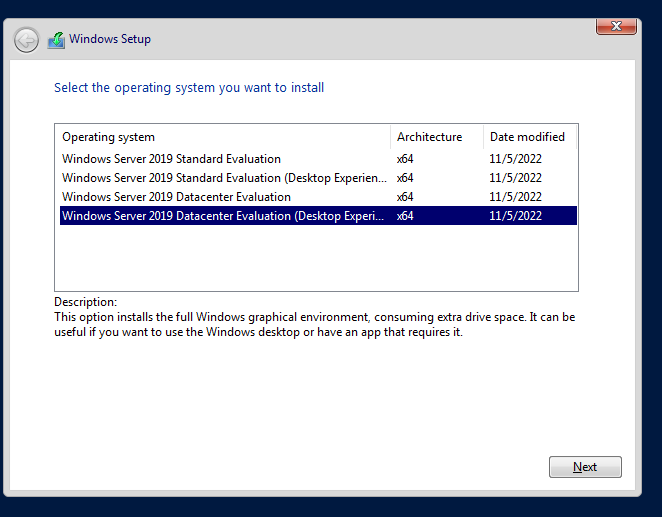 Windows Setup
Select the operating system you want to install
Operating system Architecture Date modified
Windows Server 2019 Standard Evaluation x64 11/5/2022
Windows Server 2019 Standard Evaluation (Desktop Experien... x64 11/5/2022
Windows Server 2019 Datacenter Evaluation x64 11/5/2022
Windows Server 2019 Datacenter Evaluation (Desktop Experi... x64 11/5/2022
Description:
This option installs the full Windows graphical environment, consuming extra drive space. It can be
useful if you want to use the Windows desktop or have an app that requires it.
Next